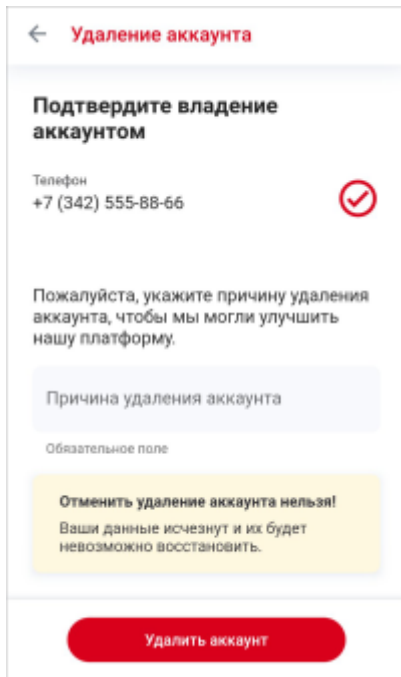 Удаление аккаунта
Подтвердите владение
аккаунтом
Телефон
+7 (342) 555-88-66
Пожалуйста, укажите причину удаления
аккаунта, чтобы мы могли улучшить
нашу платформу.
Причина удаления аккаунта
Обязательное поле
Отменить удаление аккаунта нельзя!
Ваши данные исчезнут и их будет
невозможно восстановить.
Удалить аккаунт